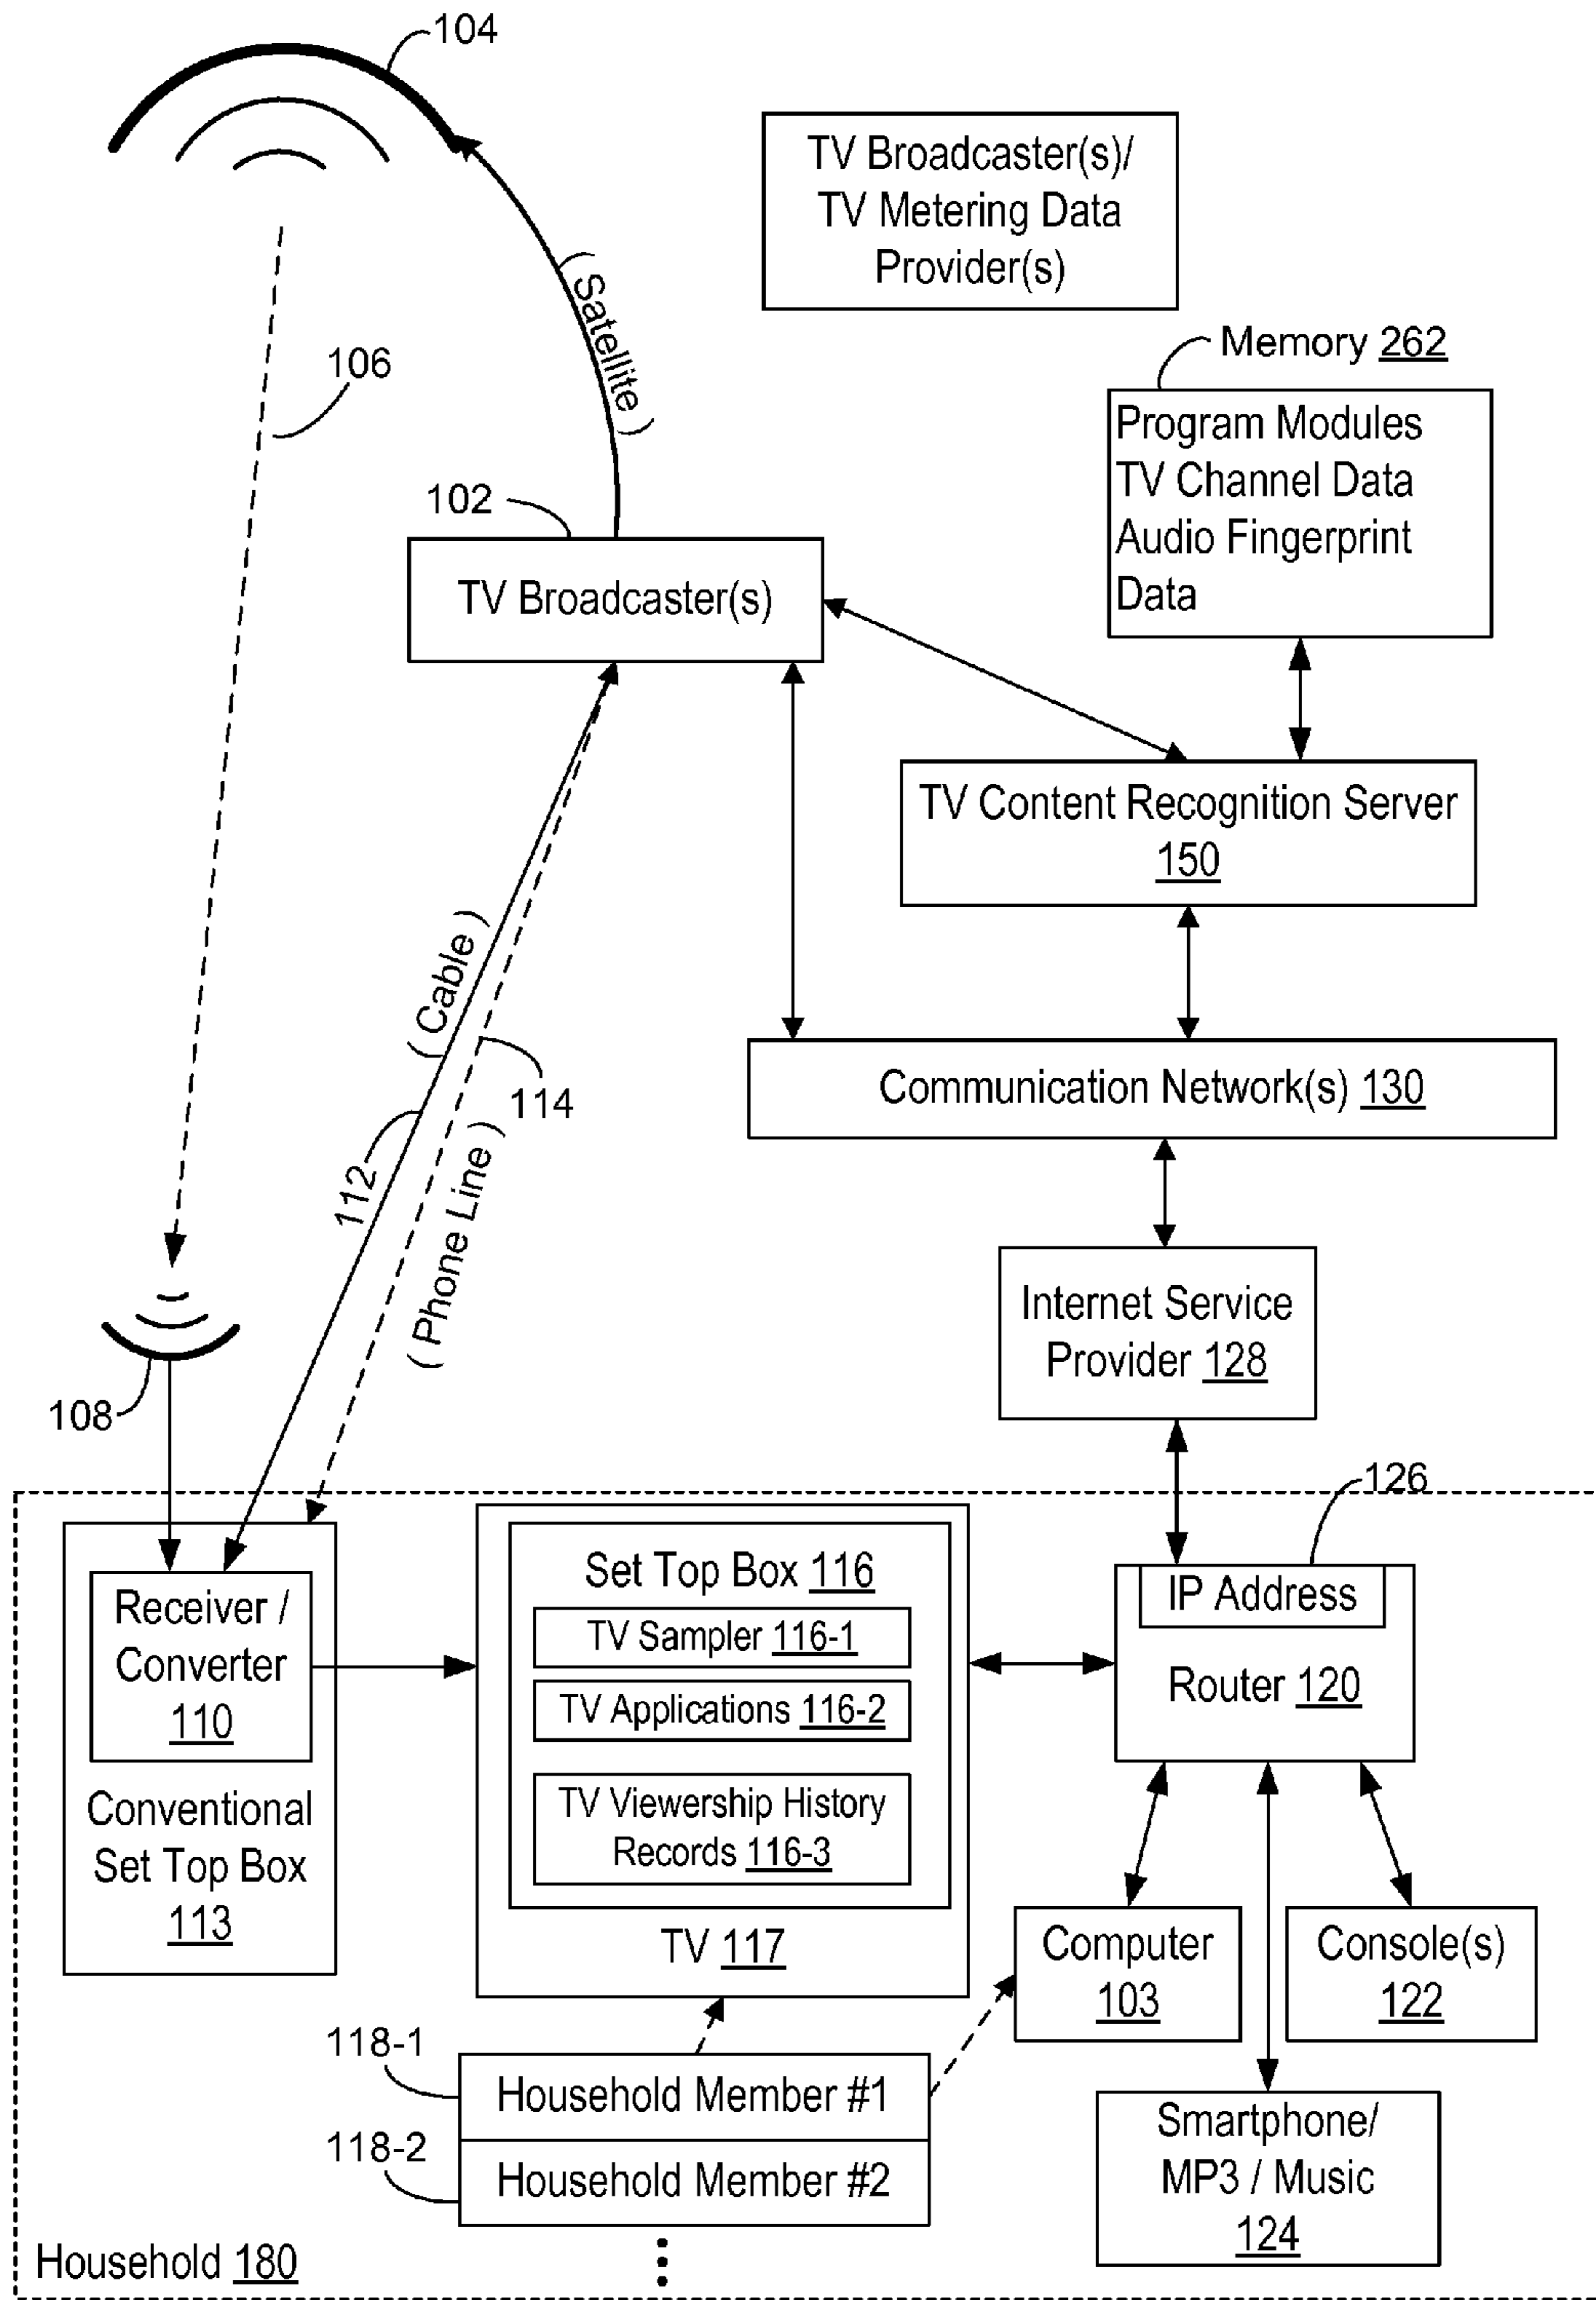 104
TV Broadcaster(s)/
TV Metering Data
Provider(s)
( Satellite )
106
Memory 262
Program Modules
TV Channel Data
Audio Fingerprint
Data
102
TV Broadcaster(s)
TV Content Recognition Server
150
( Cable )
114
112
( Phone Line )
Communication Network(s) 130
Internet Service
Provider 128
108
126
Receiver /
Converter
110
Conventional
Set Top Box
113
Set Top Box 116
TV Sampler 116-1
TV Applications 116-2
TV Viewership History
Records 116-3
TV 117
IP Address
Router 120
Computer
103
Console(s)
122
118-1
Household Member #1
118-2
Household Member #2
Smartphone/
MP3 / Music
124
Household 180